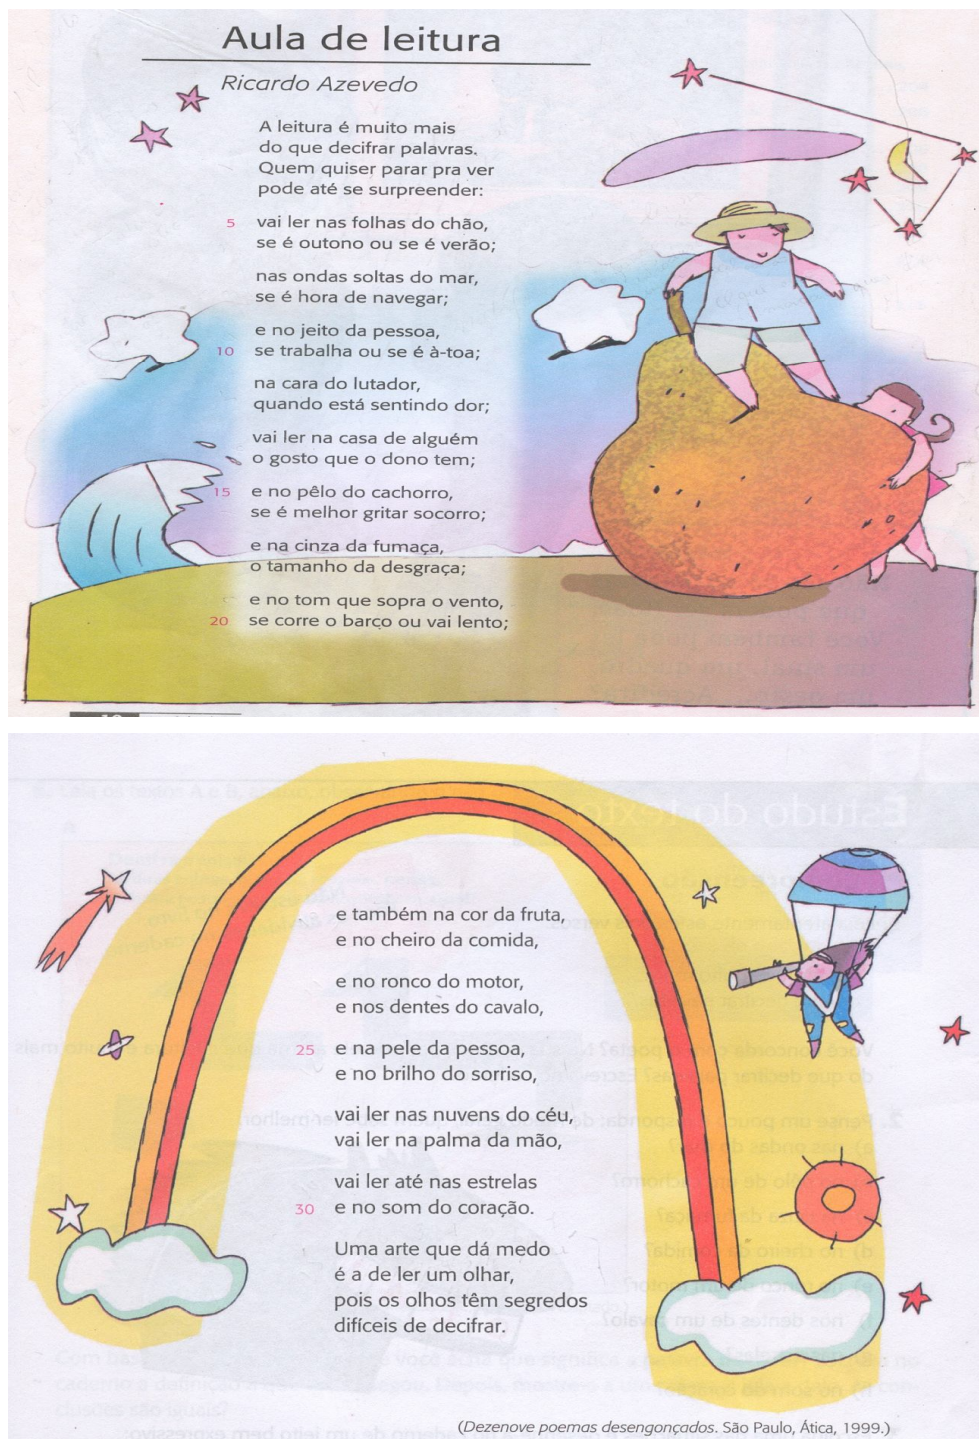 Aula de leitura
Ricardo Azevedo
A leitura é muito mais
do que decifrar palavras.
Quem quiser parar pra ver
pode até se surpreender:
5 vai ler nas folhas do chão,
se é outono ou se é verão;
nas ondas soltas do mar,
se é hora de navegar;
e no jeito da pessoa,
10 se trabalha ou se é à-toa;
na cara do lutador,
quando está sentindo dor;
vai ler na casa de alguém
o gosto que o dono tem;
15 e no pêlo do cachorro,
se é melhor gritar socorro;
e na cinza da fumaça,
o tamanho da desgraça;
e no tom que sopra o vento,
20 se corre o barco ou vai lento;
e também na cor da fruta,
e no cheiro da comida,
e no ronco do motor,
e nos dentes do cavalo,
25 e na pele da pessoa,
e no brilho do sorriso,
vai ler nas nuvens do céu,
vai ler na palma da mão,
vai ler até nas estrelas
30 e no som do coração.
Uma arte que dá medo
é a de ler um olhar,
pois os olhos têm segredos
difíceis de decifrar.
(Dezenove poemas desengonçados. São Paulo, Ática, 1999.)